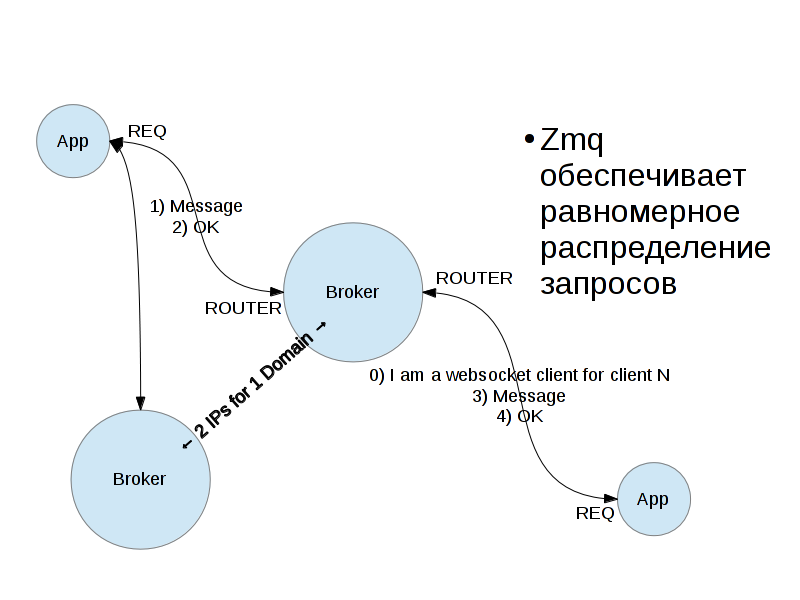 App
REQ
1) Message
2) OK
ROUTER
Broker
← 2 IPs for 1 Domain →
Broker
ROUTER
0) I am a websocket client for client N
3) Message
4) OK
REQ
App
• Zmq
обеспечивает
равномерное
распределение
запросов